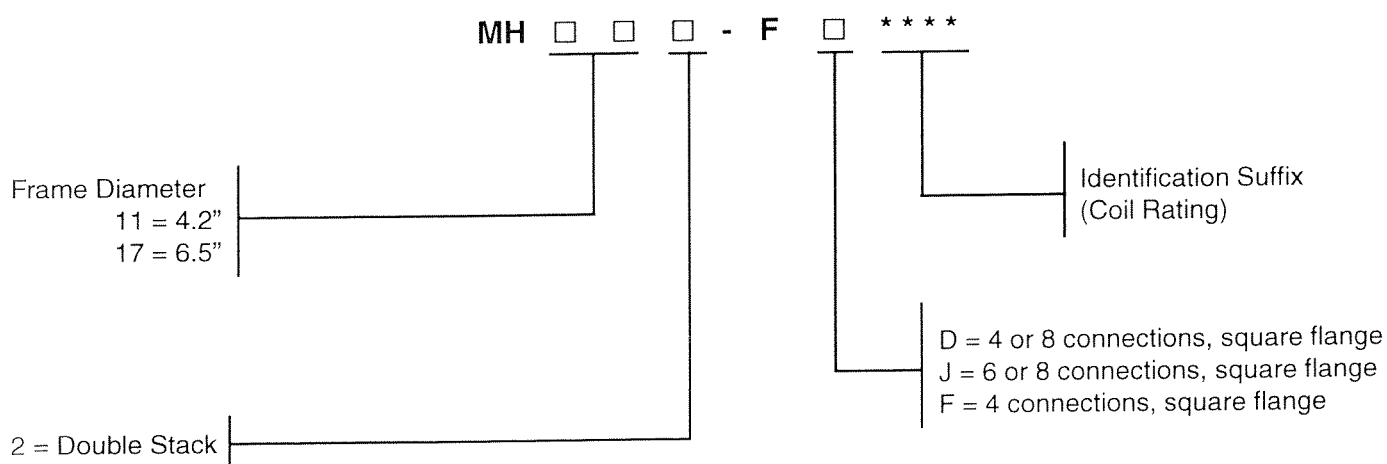 MH □ □ □ - F □ ****
Frame Diameter
11 = 4.2”
17 = 6.5”
Identification Suffix
(Coil Rating)
D = 4 or 8 connections, square flange
J = 6 or 8 connections, square flange
F = 4 connections, square flange
2 = Double Stack